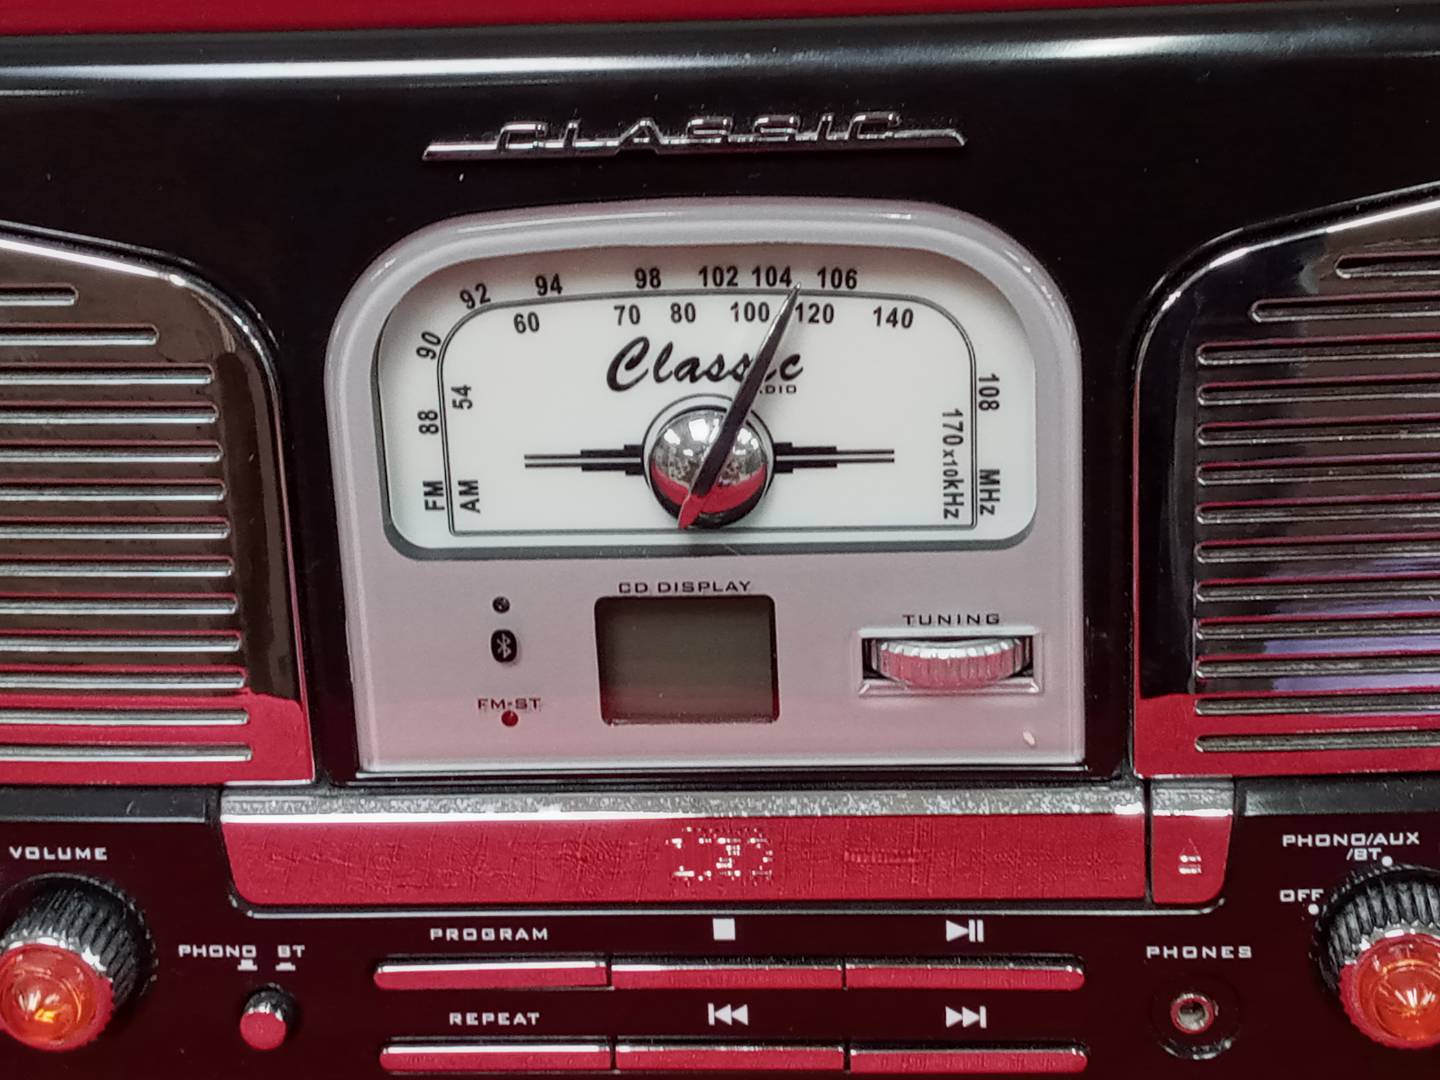 CLASSIC
92 94 98 102 104 106
90 60 70 80 100 120 140
88 54 108
Classic
170x10kHz
FM AM MHz
CD DISPLAY
TUNING
FM-ST
VOLUME
PHONO/AUX
/BT
OFF
PROGRAM
PHONO BT
PHONES
REPEAT